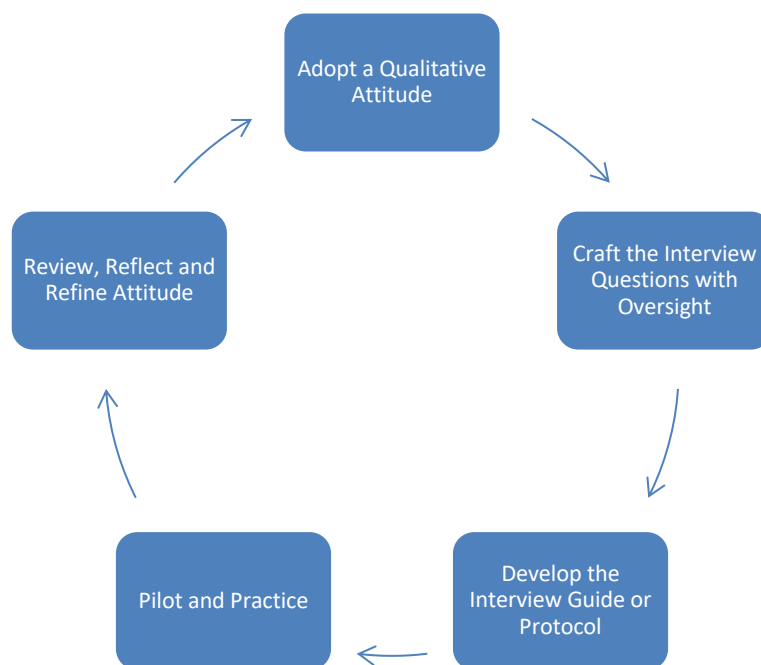 Adopt a Qualitative
Attitude
Craft the Interview
Questions with
Oversight
Develop the
Interview Guide or
Protocol
Pilot and Practice
Review, Reflect and
Refine Attitude